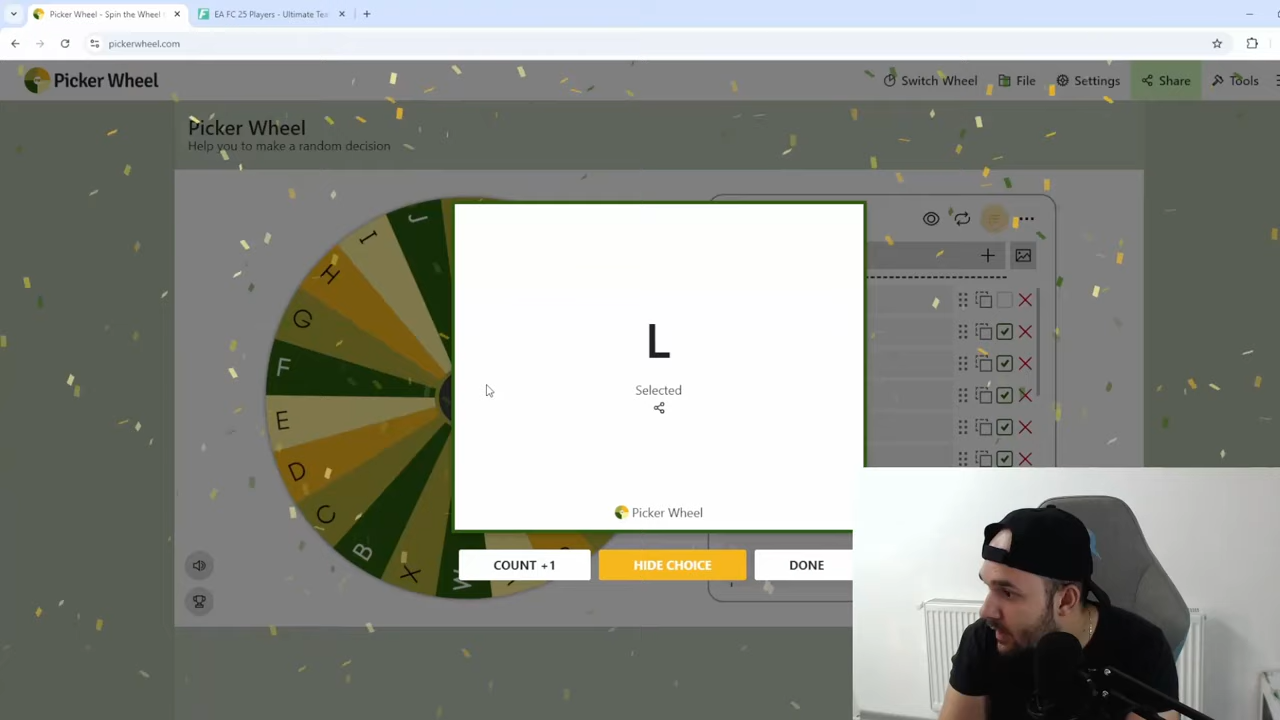 Picker Wheel - Spin the Wheel
EA FC 25 Players - Ultimate Tea
pickerwheel.com
Picker Wheel
Switch Wheel
File
Settings
Share
Tools
Picker Wheel
Help you to make a random decision
J
I
H
G
F
E
D
C
B
X
W
L
Selected
Picker Wheel
COUNT +1
HIDE CHOICE
DONE